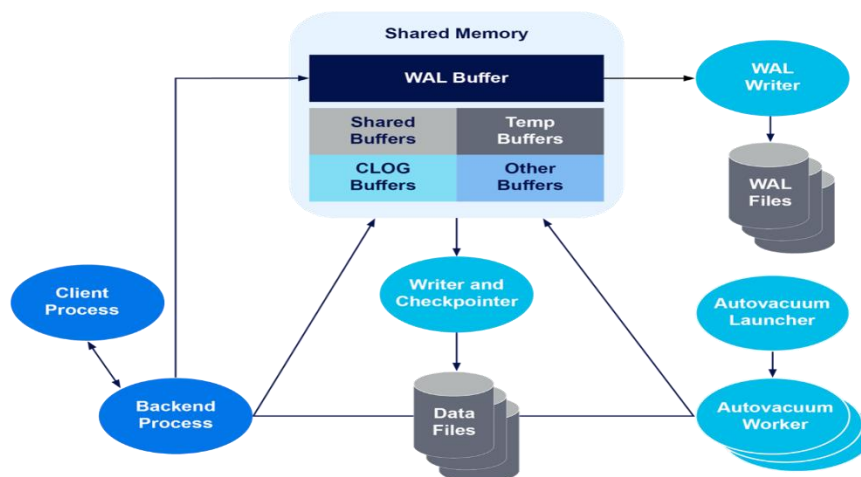 Shared Memory
WAL Buffer
Shared
Buffers
Temp
Buffers
CLOG
Buffers
Other
Buffers
WAL
Writer
WAL
Files
Client
Process
Writer and
Checkpointer
Autovacuum
Launcher
Backend
Process
Data
Files
Autovacuum
Worker